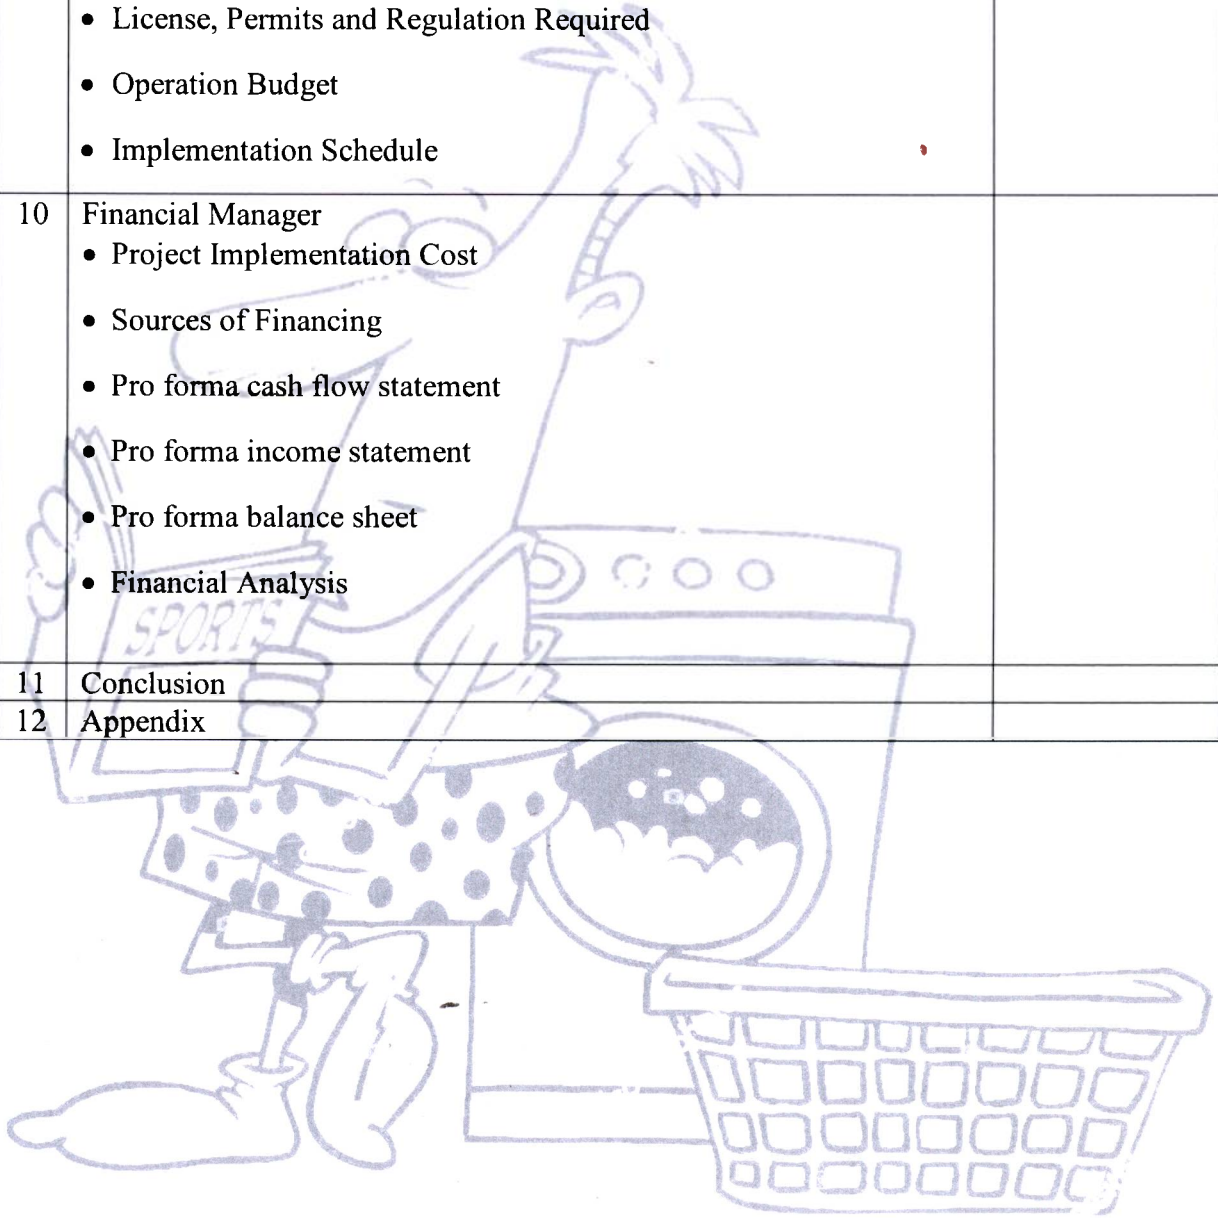 • License, Permits and Regulation Required
• Operation Budget
• Implementation Schedule
10 Financial Manager
• Project Implementation Cost
• Sources of Financing
• Pro forma cash flow statement
• Pro forma income statement
• Pro forma balance sheet
• Financial Analysis
SPORTS
11 Conclusion
12 Appendix